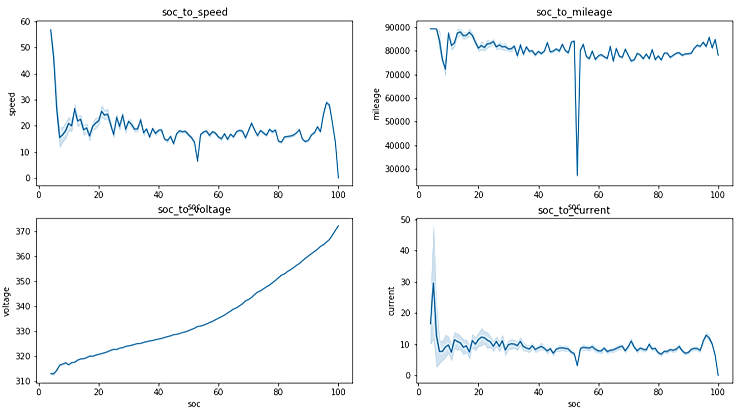 soc_to_speed
60
50
40
30
20
10
0
speed
0 20 40 60 80 100
soc
soc_to_mileage
90000
80000
70000
60000
50000
40000
30000
mileage
0 20 40 60 80 100
soc
soc_to_voltage
370
360
350
340
330
320
310
voltage
0 20 40 60 80 100
soc
soc_to_current
50
40
30
20
10
0
current
0 20 40 60 80 100
soc